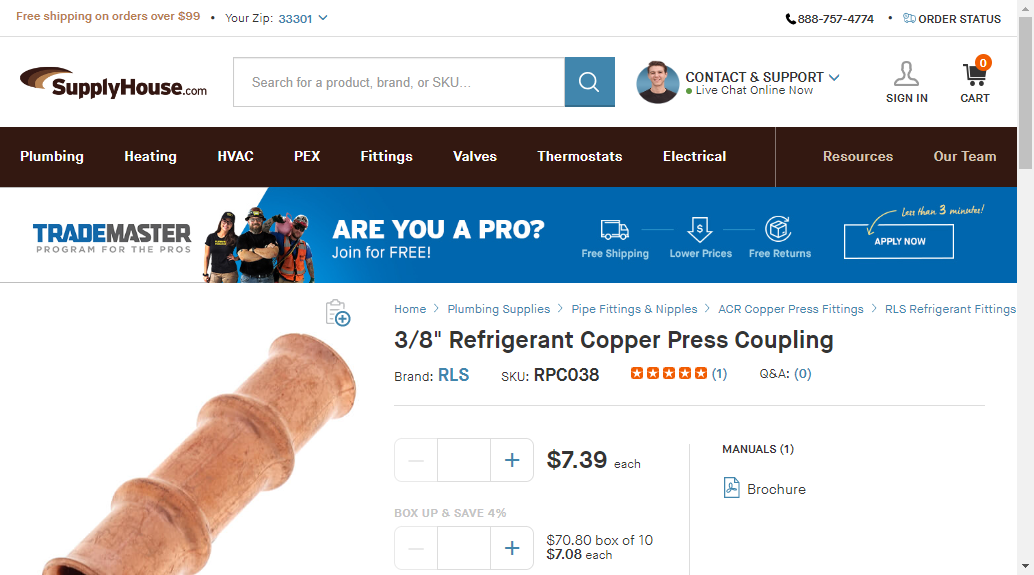 Free shipping on orders over $99 • Your Zip: 33301
888-757-4774 • ORDER STATUS
SupplyHouse.com
Search for a product, brand, or SKU...
CONTACT & SUPPORT
Live Chat Online Now
SIGN IN
0
CART
Plumbing Heating HVAC PEX Fittings Valves Thermostats Electrical Resources Our Team
TRADEMASTER
PROGRAM FOR THE PROS
ARE YOU A PRO?
Join for FREE!
Free Shipping
Lower Prices
Free Returns
less than 3 minutes!
APPLY NOW
Home > Plumbing Supplies > Pipe Fittings & Nipples > ACR Copper Press Fittings > RLS Refrigerant Fittings
3/8" Refrigerant Copper Press Coupling
Brand: RLS SKU: RPC038 (1) Q&A: (0)
— + $7.39 each
BOX UP & SAVE 4%
— + $70.80 box of 10
$7.08 each
MANUALS (1)
Brochure